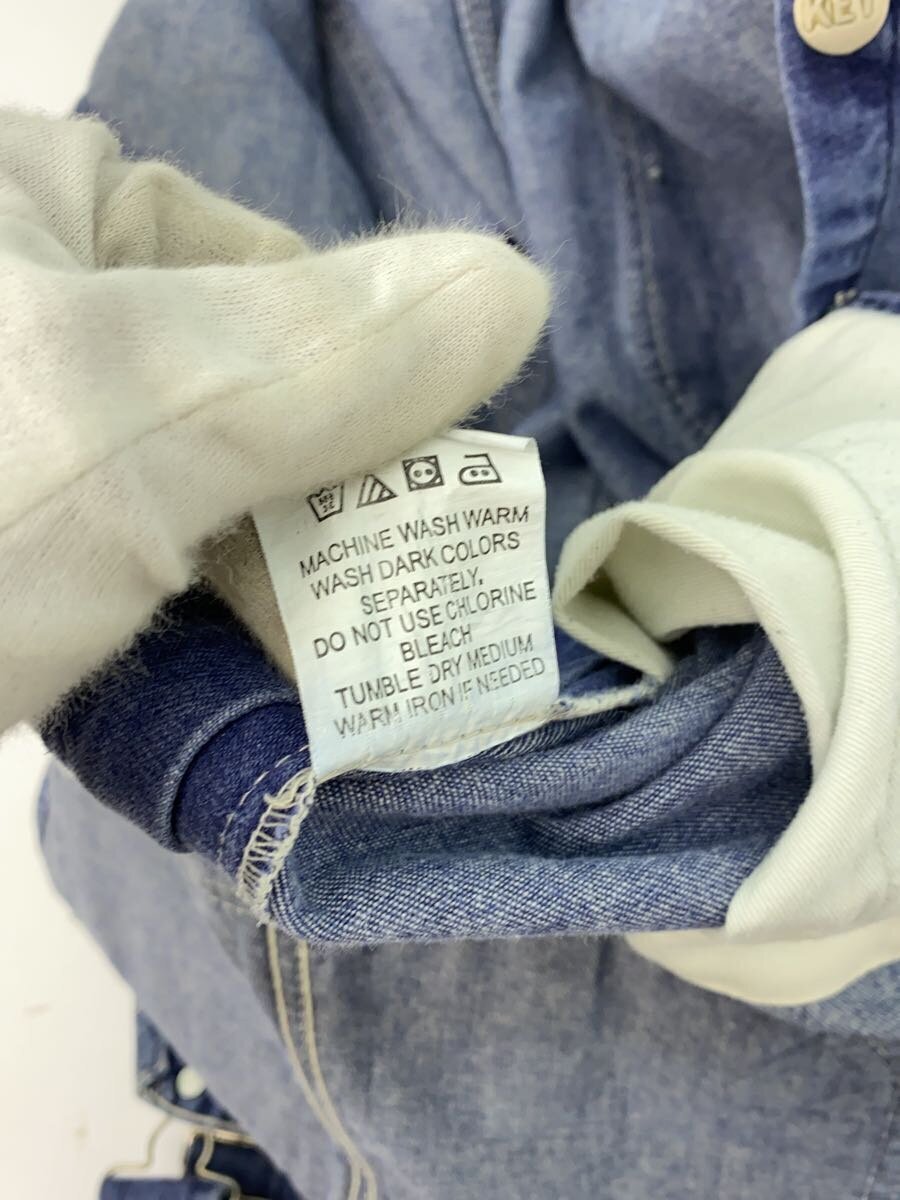 KEY
MACHINE WASH WARM
WASH DARK COLORS
SEPARATELY.
DO NOT USE CHLORINE
BLEACH
TUMBLE DRY MEDIUM
WARM IRON IF NEEDED